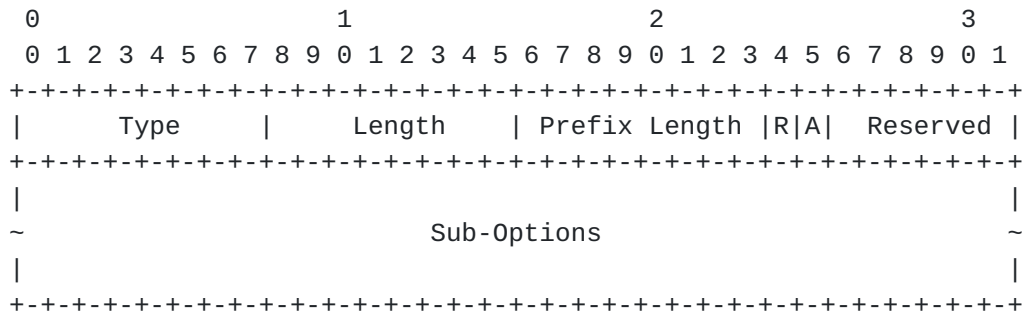 0                   1                   2                   3
 0 1 2 3 4 5 6 7 8 9 0 1 2 3 4 5 6 7 8 9 0 1 2 3 4 5 6 7 8 9 0 1
+-+-+-+-+-+-+-+-+-+-+-+-+-+-+-+-+-+-+-+-+-+-+-+-+-+-+-+-+-+-+-+-+
|      Type     |     Length    | Prefix Length |R|A|  Reserved |
+-+-+-+-+-+-+-+-+-+-+-+-+-+-+-+-+-+-+-+-+-+-+-+-+-+-+-+-+-+-+-+-+
|                                                               |
~                          Sub-Options                          ~
|                                                               |
+-+-+-+-+-+-+-+-+-+-+-+-+-+-+-+-+-+-+-+-+-+-+-+-+-+-+-+-+-+-+-+-+